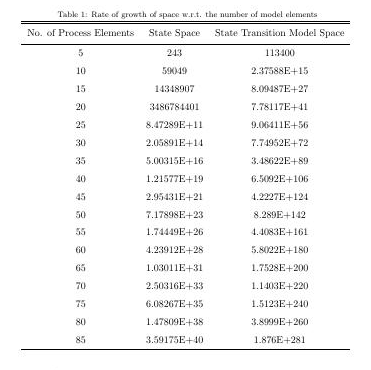 Table 1: Rate of growth of space w.r.t. the number of model elements
No. of Process Elements State Space State Transition Model Space
5 243 113400
10 59049 2.37588E+15
15 14348907 8.09487E+27
20 3486784401 7.78117E+41
25 8.47289E+11 9.06411E+56
30 2.05891E+14 7.74952E+72
35 5.00315E+16 3.48622E+89
40 1.21577E+19 6.5092E+106
45 2.95431E+21 4.2227E+124
50 7.17898E+23 8.289E+142
55 1.74449E+26 4.4083E+161
60 4.23912E+28 5.8022E+180
65 1.03011E+31 1.7528E+200
70 2.50316E+33 1.1403E+220
75 6.08267E+35 1.5123E+240
80 1.47809E+38 3.8999E+260
85 3.59175E+40 1.876E+281